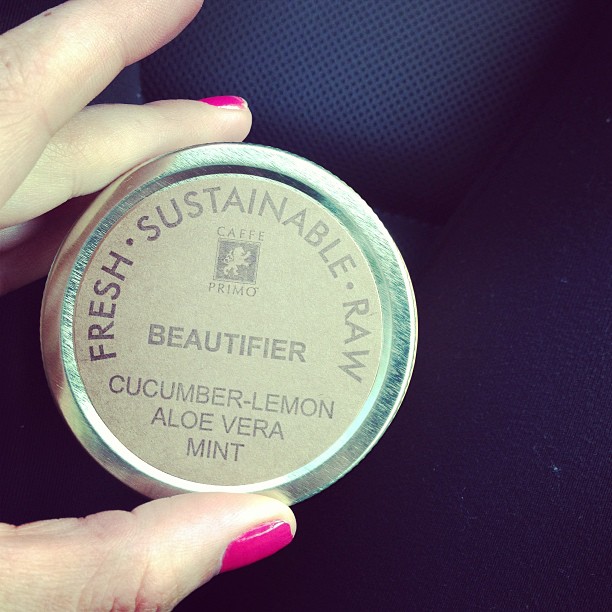 FRESH • SUSTAINABLE • RAW
CAFFE
PRIMO
BEAUTIFIER
CUCUMBER-LEMON
ALOE VERA
MINT